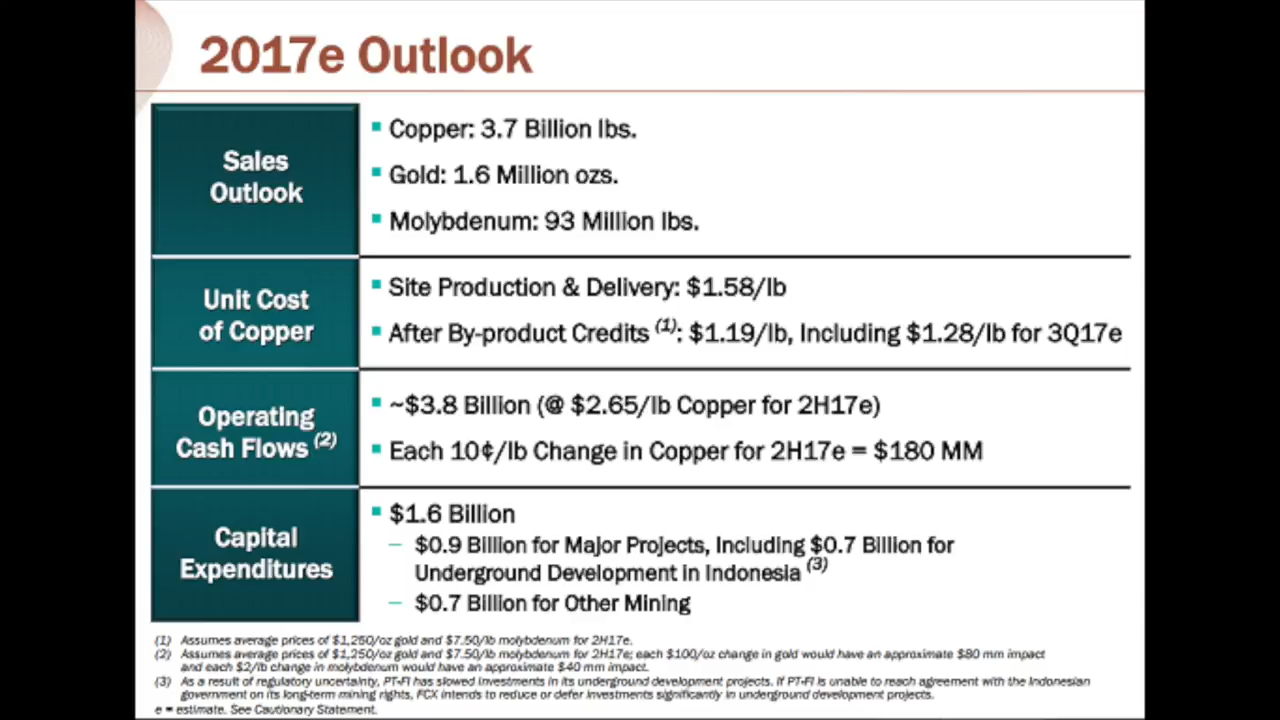 2017e Outlook
Sales
Outlook
Copper: 3.7 Billion lbs.
Gold: 1.6 Million ozs.
Molybdenum: 93 Million lbs.
Unit Cost
of Copper
Site Production & Delivery: $1.58/lb
After By-product Credits (1): $1.19/lb, Including $1.28/lb for 3Q17e
Operating
Cash Flows (2)
~$3.8 Billion (@ $2.65/lb Copper for 2H17e)
Each 10¢/lb Change in Copper for 2H17e = $180 MM
Capital
Expenditures
$1.6 Billion
– $0.9 Billion for Major Projects, Including $0.7 Billion for
Underground Development in Indonesia (3)
– $0.7 Billion for Other Mining
(1) Assumes average prices of $1,250/oz gold and $7.50/lb molybdenum for 2H17e.
(2) Assumes average prices of $1,250/oz gold and $7.50/lb molybdenum for 2H17e; each $100/oz change in gold would have an approximate $80 mm impact
and each $2/lb change in molybdenum would have an approximate $40 mm impact.
(3) As a result of regulatory uncertainty, PT-FI has slowed investments in its underground development projects. If PT-FI is unable to reach agreement with the Indonesian
government on its long-term mining rights, FCX intends to reduce or defer investments significantly in underground development projects.
e = estimate. See Cautionary Statement.